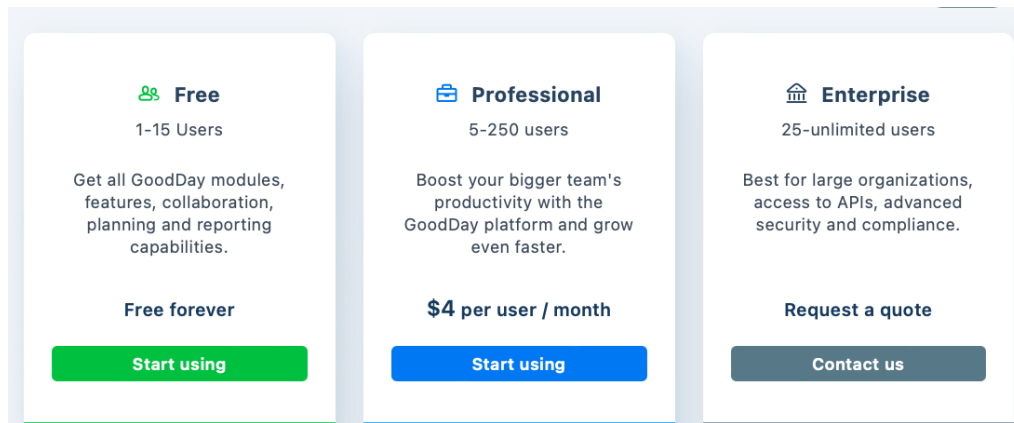 Free
1-15 Users
Get all GoodDay modules,
features, collaboration,
planning and reporting
capabilities.
Free forever
Start using
Professional
5-250 users
Boost your bigger team's
productivity with the
GoodDay platform and grow
even faster.
$4 per user / month
Start using
Enterprise
25-unlimited users
Best for large organizations,
access to APIs, advanced
security and compliance.
Request a quote
Contact us